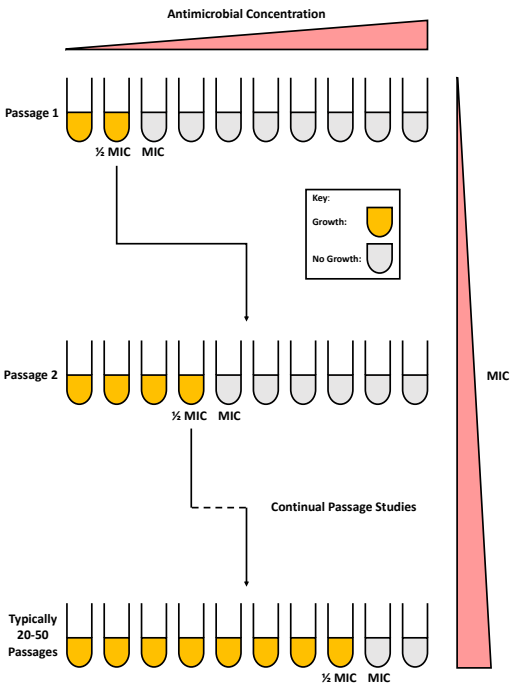 Antimicrobial Concentration
Passage 1
½ MIC MIC
Key:
Growth:
No Growth:
Passage 2
MIC
½ MIC MIC
Continual Passage Studies
Typically
20-50
Passages
½ MIC MIC